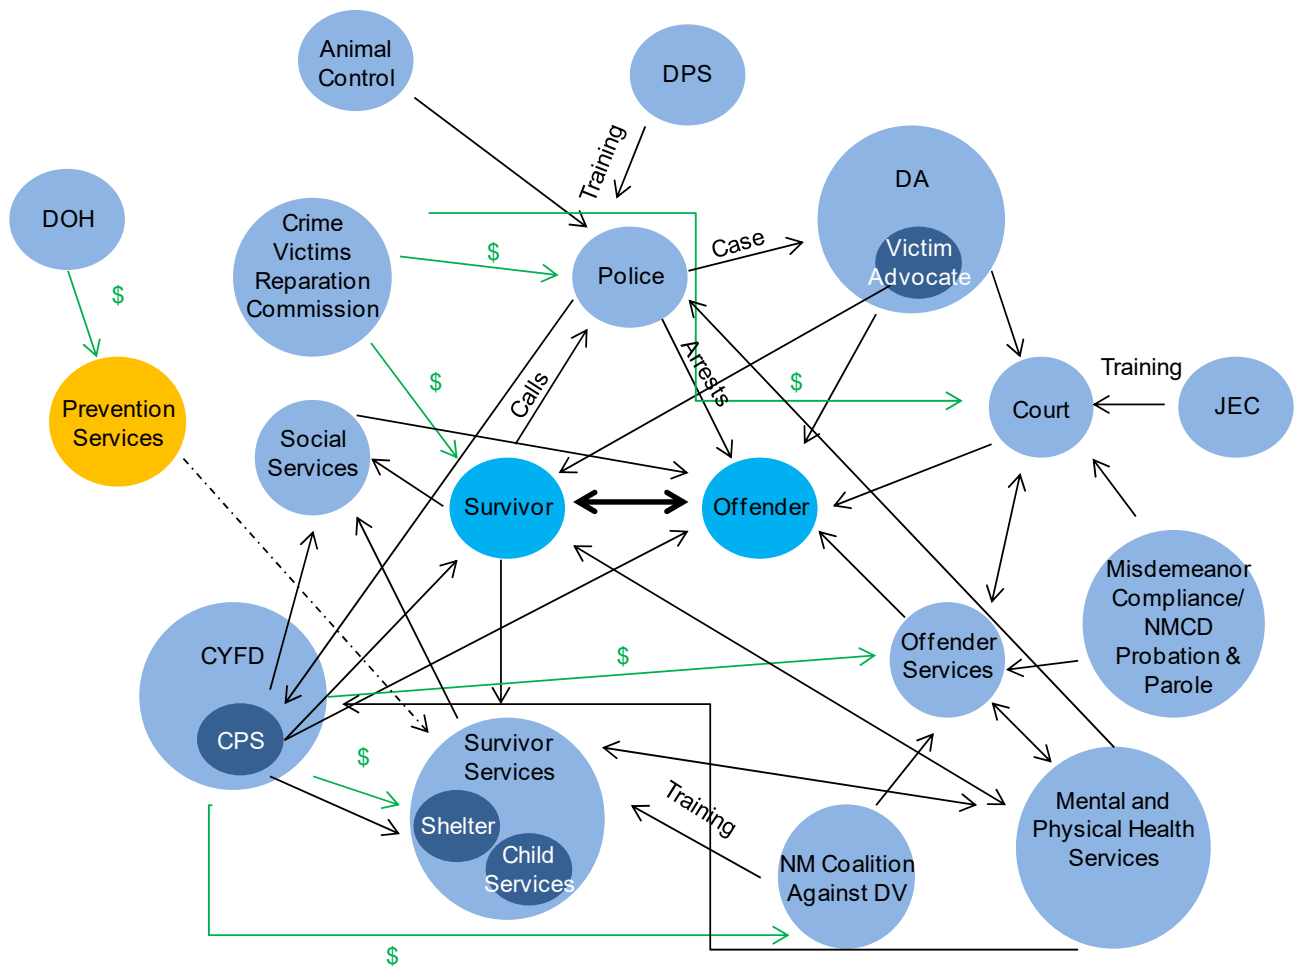 Animal
Control
DPS
Training
DA
Victim
Advocate
DOH
$
Crime
Victims
Reparation
Commission
$
Police
Case
$
Calls
Arrests
$
Court
Training
JEC
Prevention
Services
Social
Services
Survivor
Offender
Misdemeanor
Compliance/
NMCD
Probation &
Parole
CYFD
CPS
$
Offender
Services
$
Survivor
Services
Shelter
Child
Services
Training
NM Coalition
Against DV
Mental and
Physical Health
Services
$